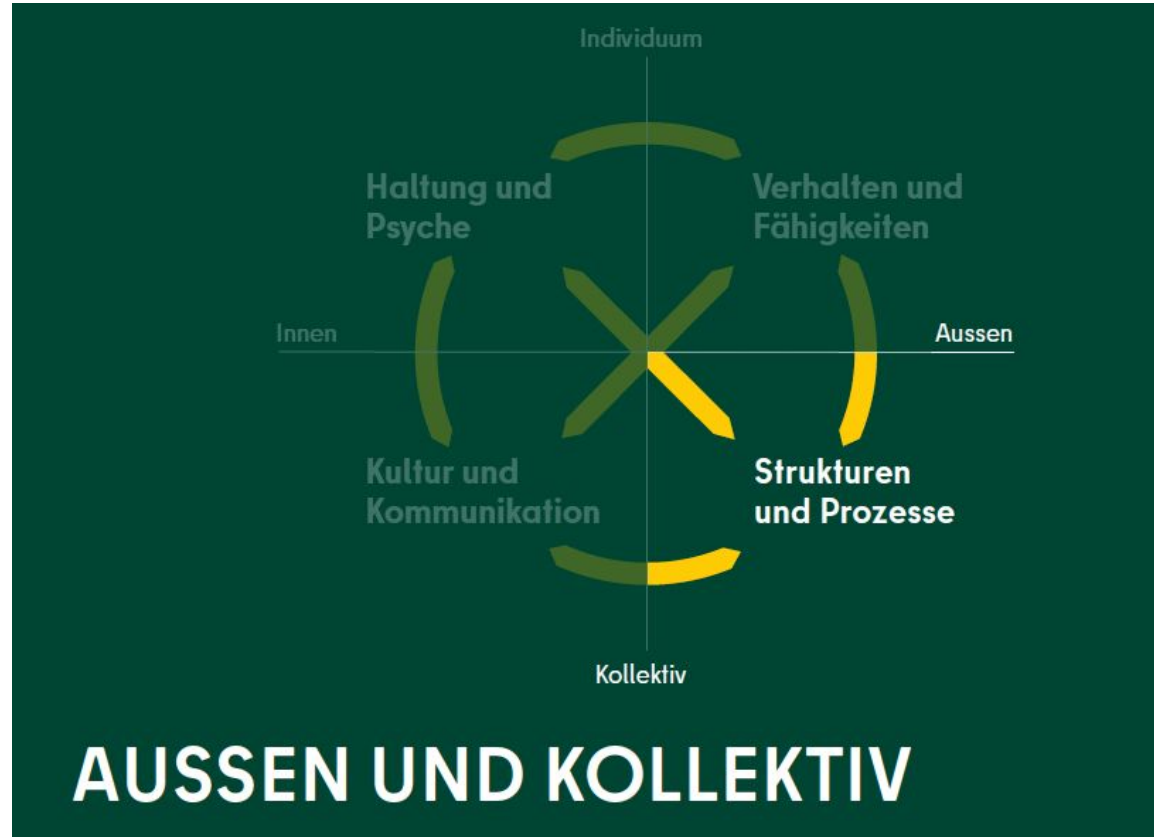 Individuum
Haltung und
Psyche
Verhalten und
Fähigkeiten
Innen
Aussen
Kultur und
Kommunikation
Strukturen
und Prozesse
Kollektiv
AUSSEN UND KOLLEKTIV